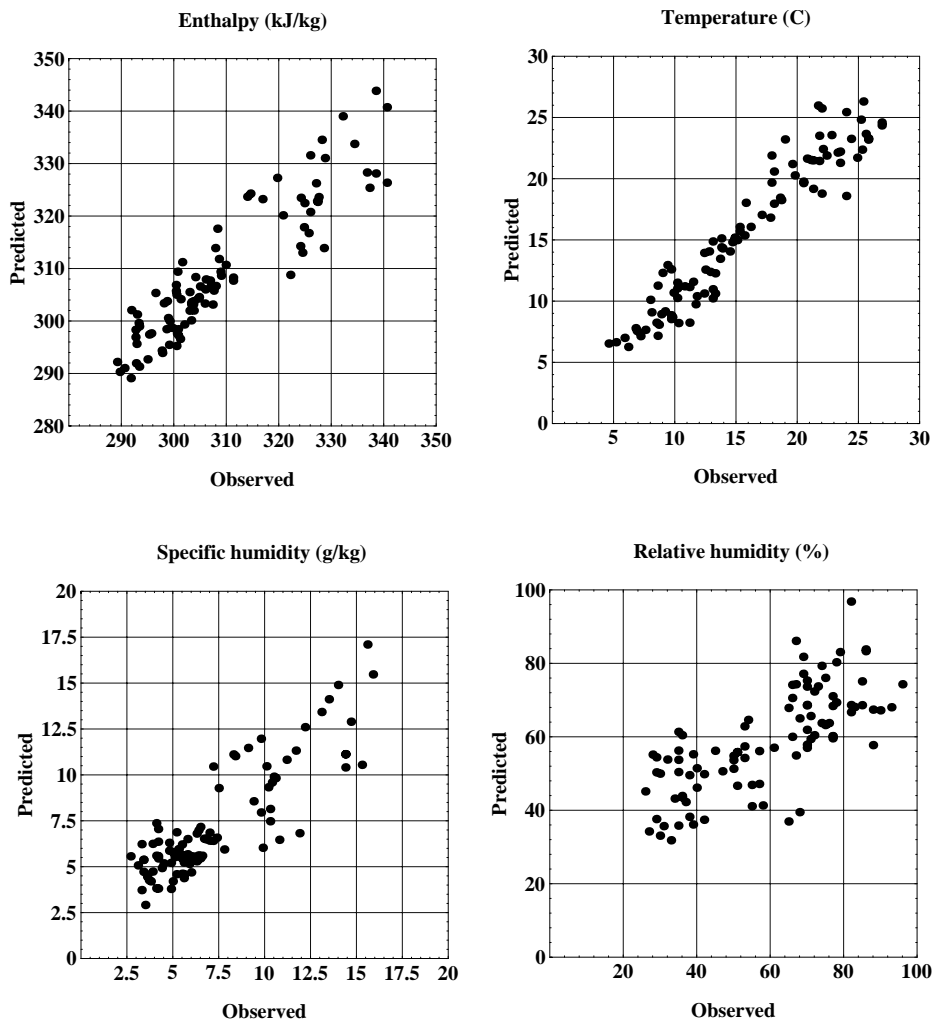 Enthalpy (kJ/kg)
350
340
330
320
310
300
290
280
Predicted
290 300 310 320 330 340 350
Observed
Temperature (C)
30
25
20
15
10
5
0
Predicted
5 10 15 20 25 30
Observed
Specific humidity (g/kg)
20
17.5
15
12.5
10
7.5
5
2.5
0
Predicted
2.5 5 7.5 10 12.5 15 17.5 20
Observed
Relative humidity (%)
100
80
60
40
20
0
Predicted
20 40 60 80 100
Observed